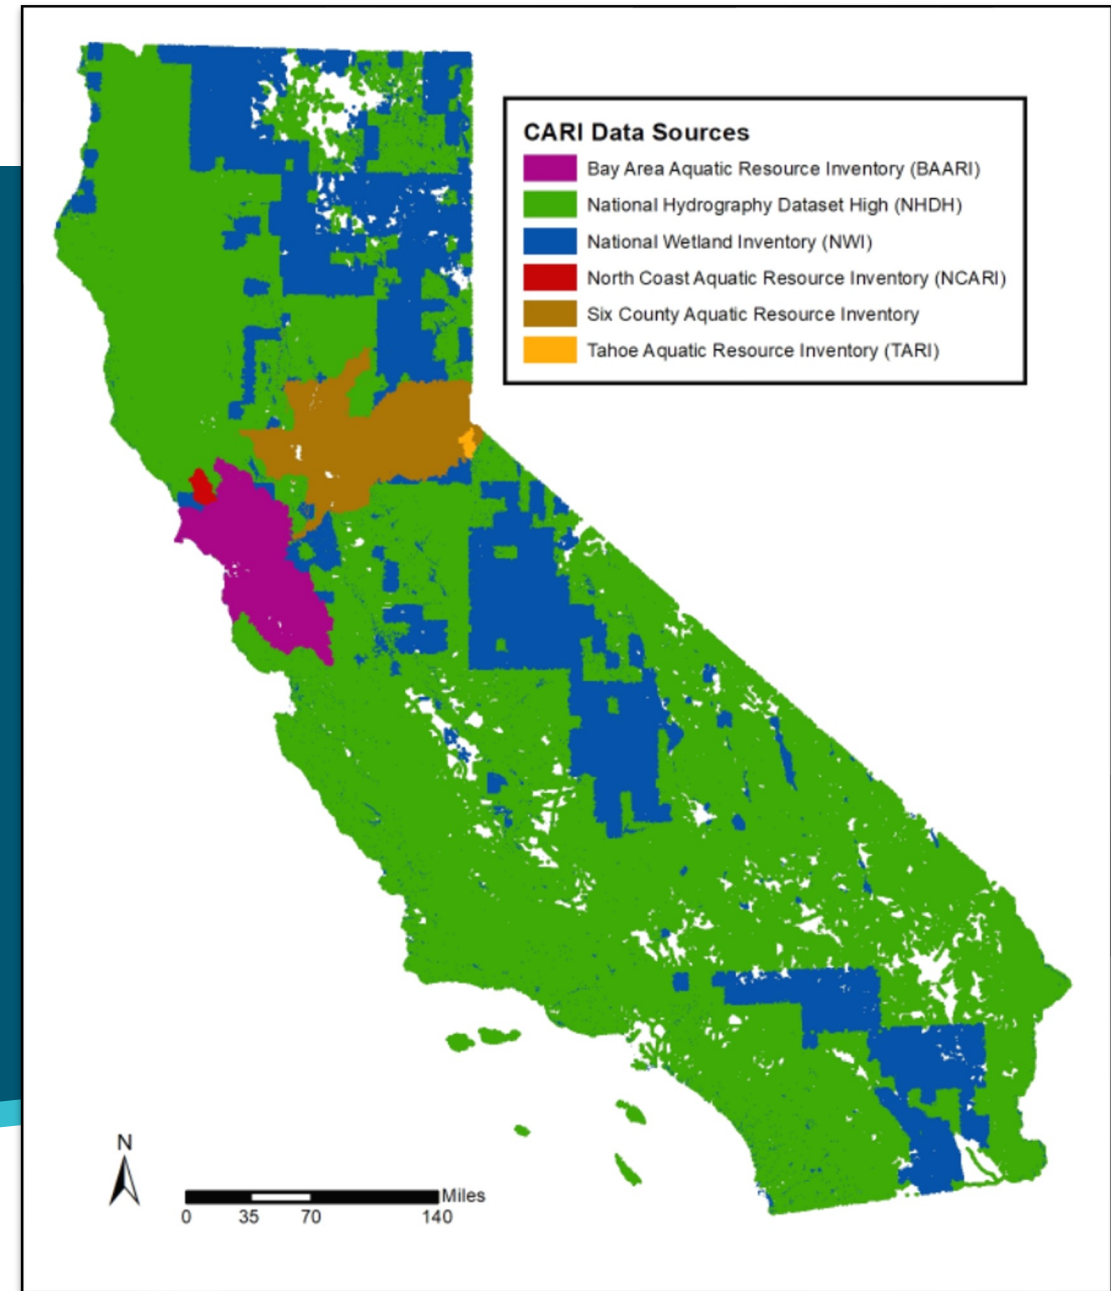 CARI Data Sources
Bay Area Aquatic Resource Inventory (BAARI)
National Hydrography Dataset High (NHDH)
National Wetland Inventory (NWI)
North Coast Aquatic Resource Inventory (NCARI)
Six County Aquatic Resource Inventory
Tahoe Aquatic Resource Inventory (TARI)
N
Miles
0 35 70 140